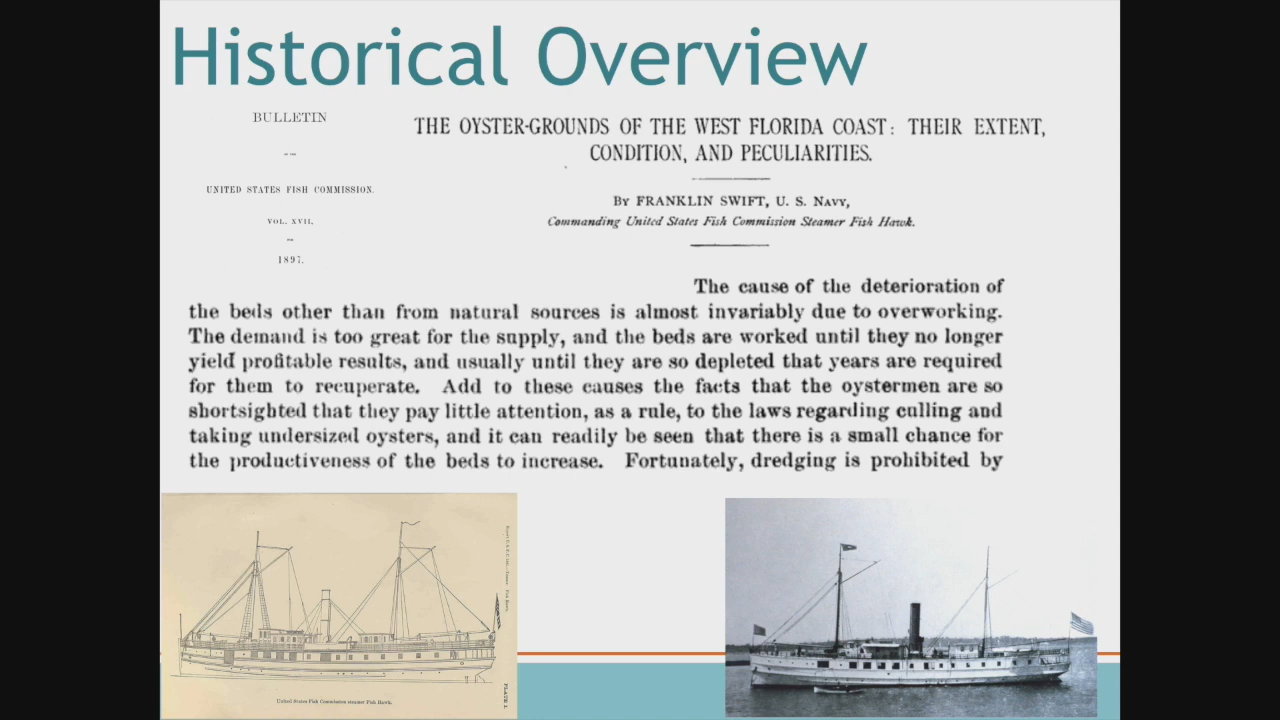 Historical Overview
BULLETIN
UNITED STATES FISH COMMISSION.
VOL. XVII,
1897.
THE OYSTER-GROUNDS OF THE WEST FLORIDA COAST: THEIR EXTENT,
CONDITION, AND PECULIARITIES.
By FRANKLIN SWIFT, U. S. Navy,
Commanding United States Fish Commission Steamer Fish Hawk.
The cause of the deterioration of
the beds other than from natural sources is almost invariably due to overworking.
The demand is too great for the supply, and the beds are worked until they no longer
yield profitable results, and usually until they are so depleted that years are required
for them to recuperate. Add to these causes the facts that the oystermen are so
shortsighted that they pay little attention, as a rule, to the laws regarding culling and
taking undersized oysters, and it can readily be seen that there is a small chance for
the productiveness of the beds to increase. Fortunately, dredging is prohibited by
United States Fish Commission steamer Fish Hawk.
PLATE I.